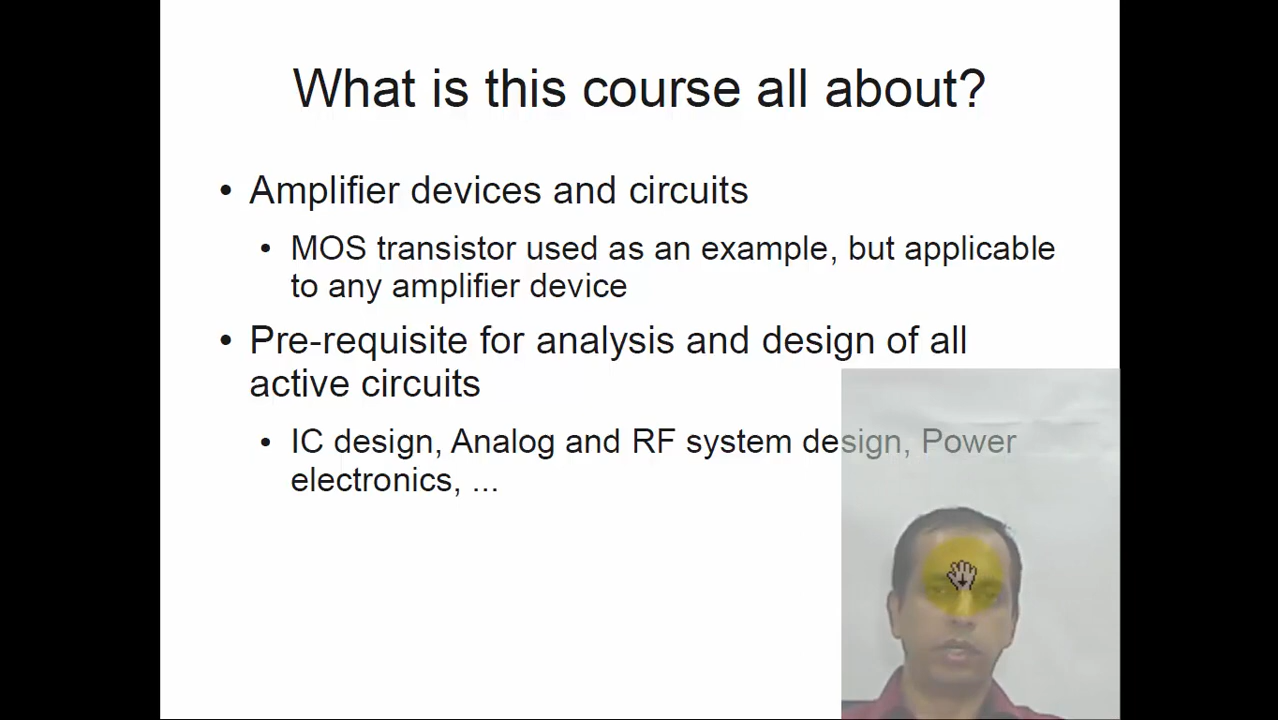 What is this course all about?
• Amplifier devices and circuits
• MOS transistor used as an example, but applicable
to any amplifier device
• Pre-requisite for analysis and design of all
active circuits
• IC design, Analog and RF system design, Power
electronics, ...